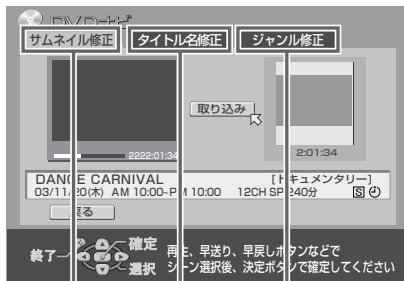 DVDナビ
サムネイル修正 タイトル名修正 ジャンル修正
取り込み
2222:01:34 2:01:34
DANCE CARNIVAL [ドキュメンタリー]
03/11/20(木) AM 10:00~PM 10:00 12CH SP 240分 S
戻る
確定
終了 選択
再生、早送り、早戻しボタンなどで
シーン選択後、決定ボタンで確定してください